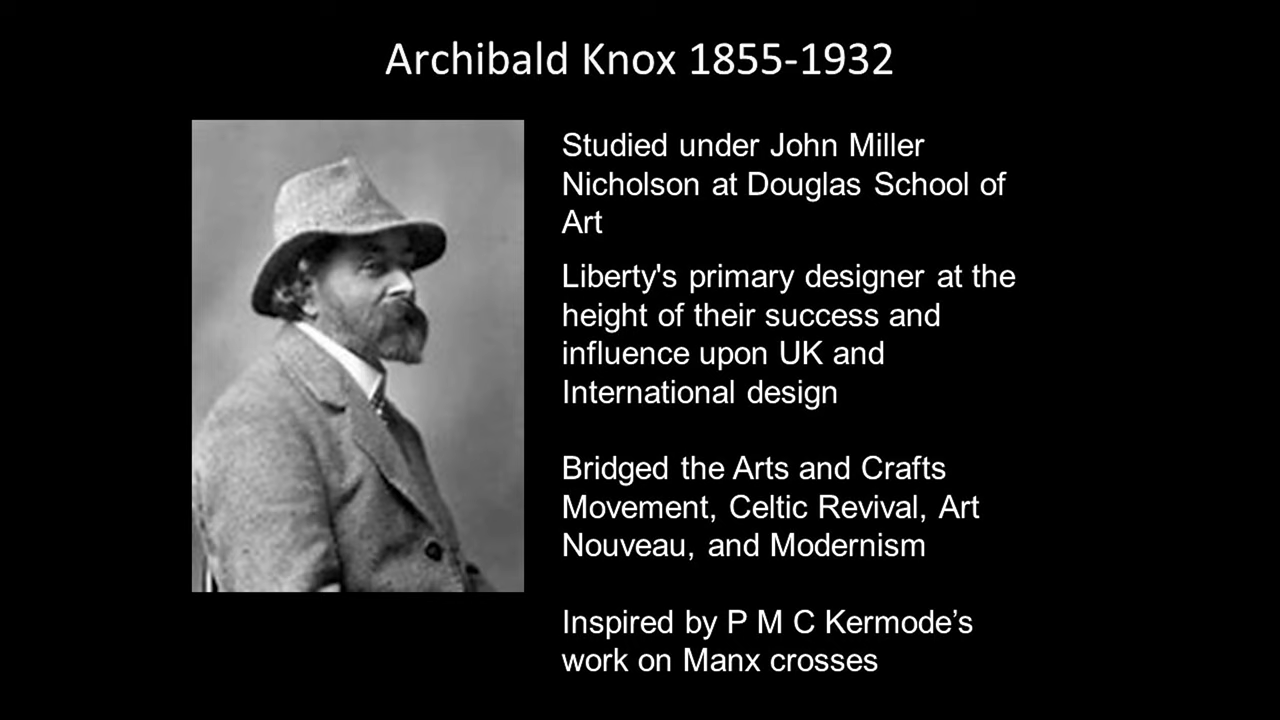 Archibald Knox 1855-1932
Studied under John Miller
Nicholson at Douglas School of
Art
Liberty's primary designer at the
height of their success and
influence upon UK and
International design
Bridged the Arts and Crafts
Movement, Celtic Revival, Art
Nouveau, and Modernism
Inspired by P M C Kermode’s
work on Manx crosses